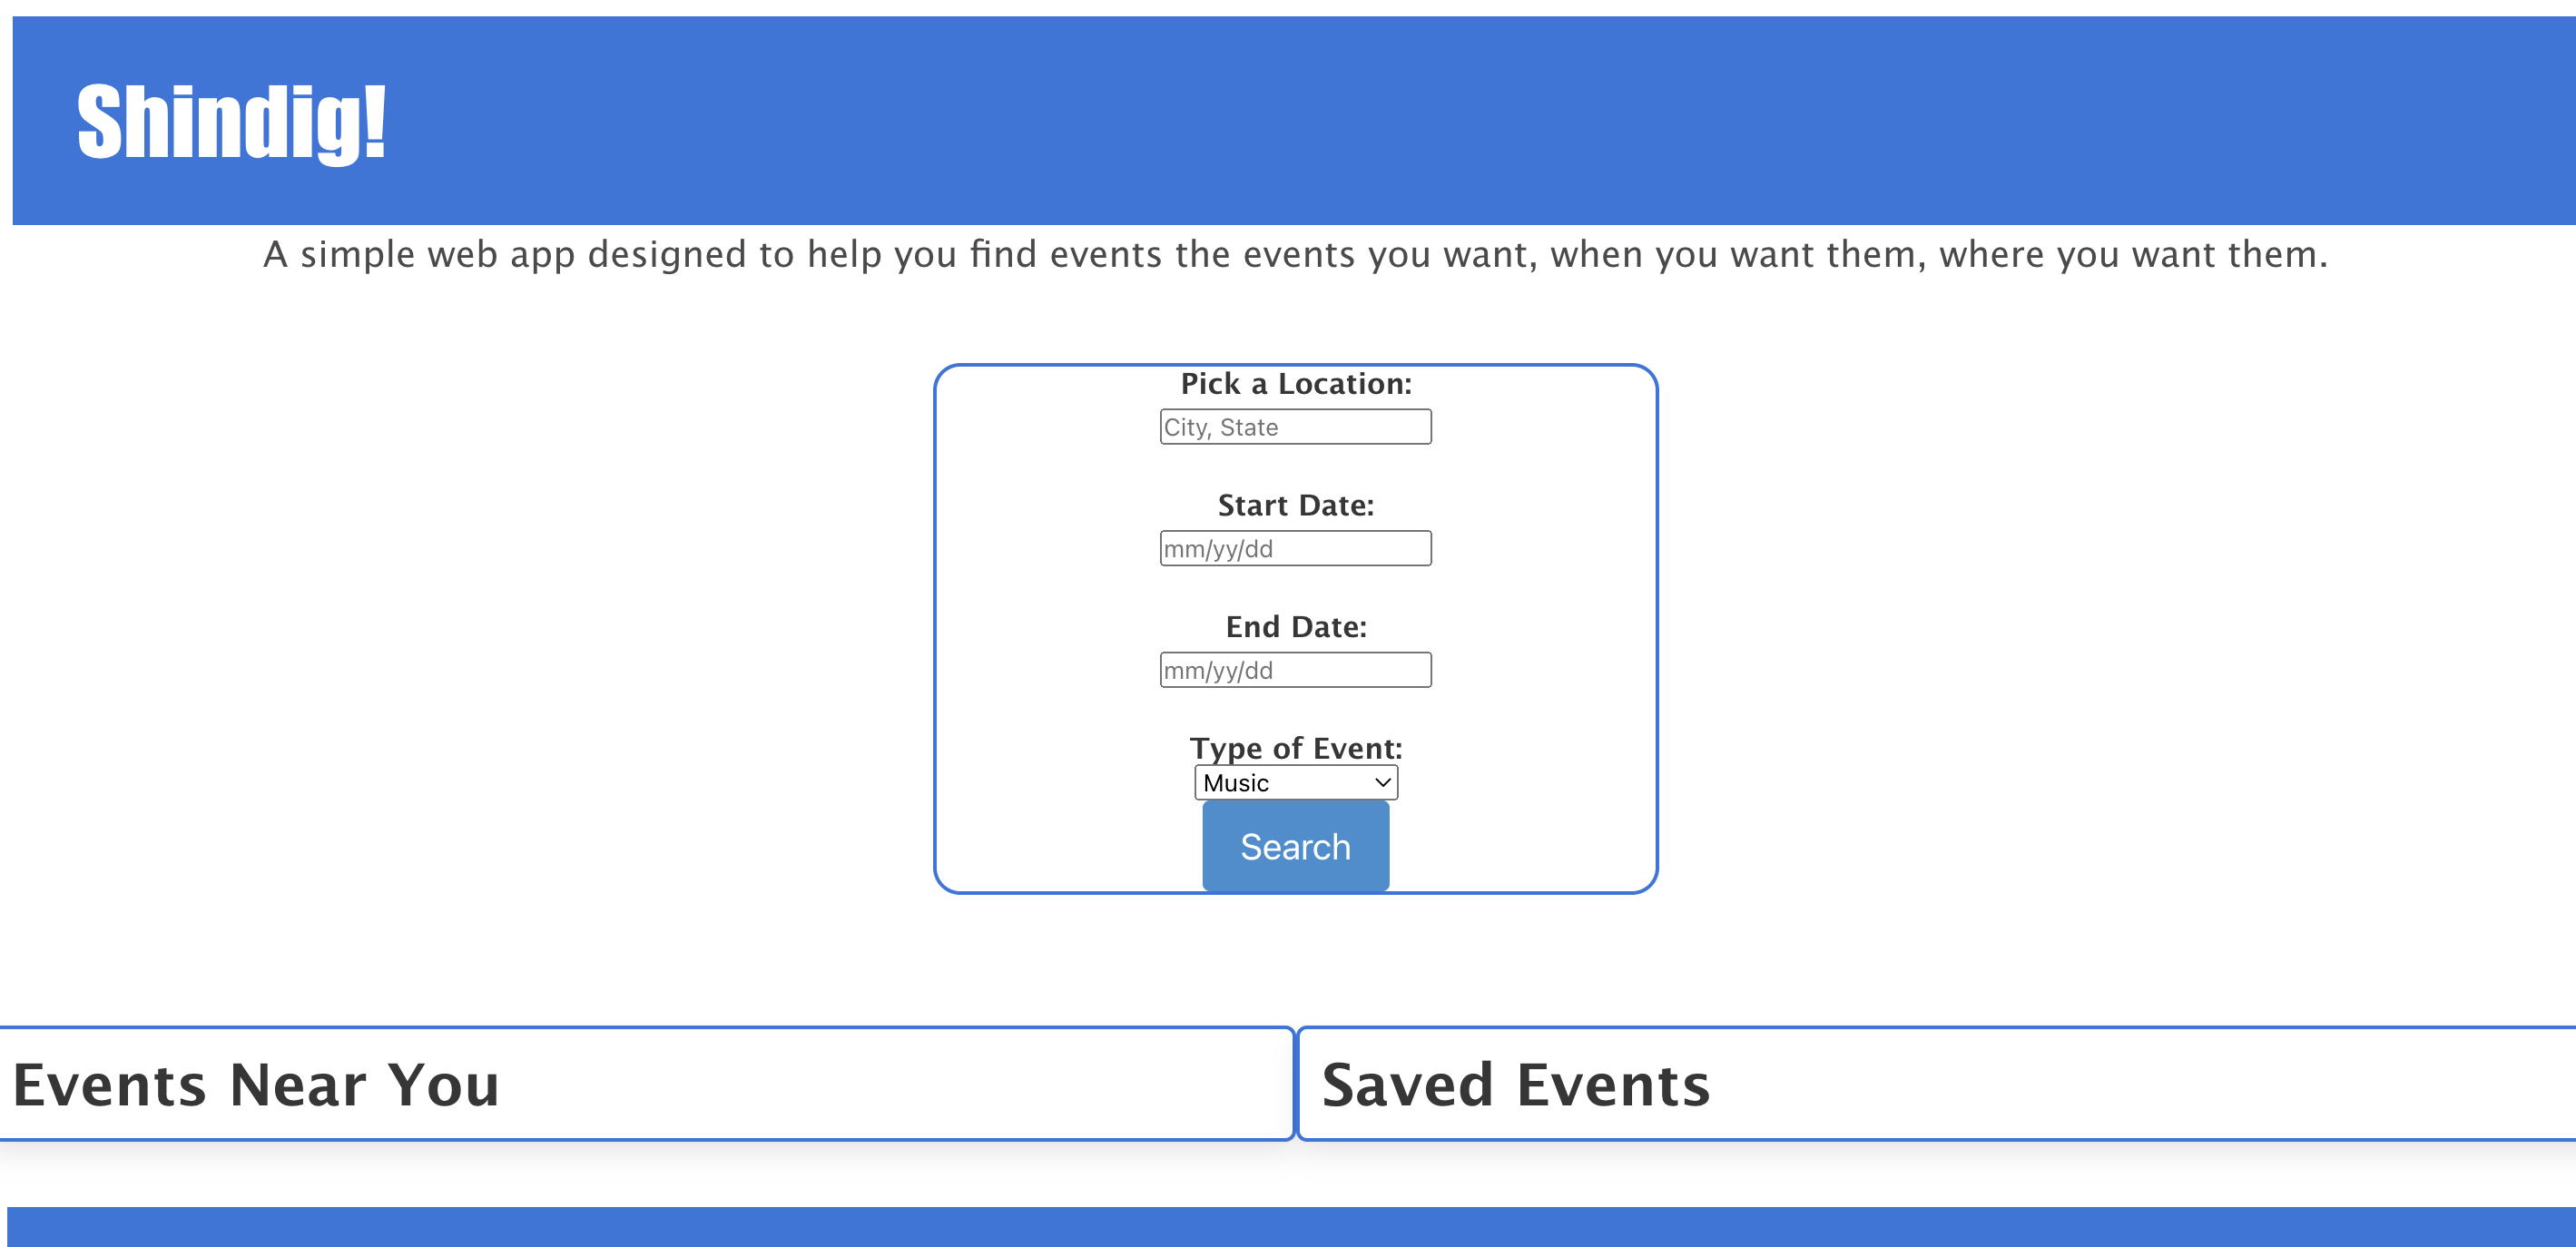 Shindig!
A simple web app designed to help you find events the events you want, when you want them, where you want them.
Pick a Location:
City, State
Start Date:
mm/yy/dd
End Date:
mm/yy/dd
Type of Event:
Music
Search
Events Near You
Saved Events